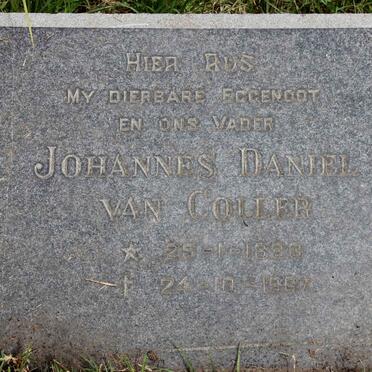 HIER RUS
MY DIERBARE EGGENOOT
EN ONS VADER
JOHANNES DANIEL
VAN COLLER
★ 25-1-1890
† 24-10-1967